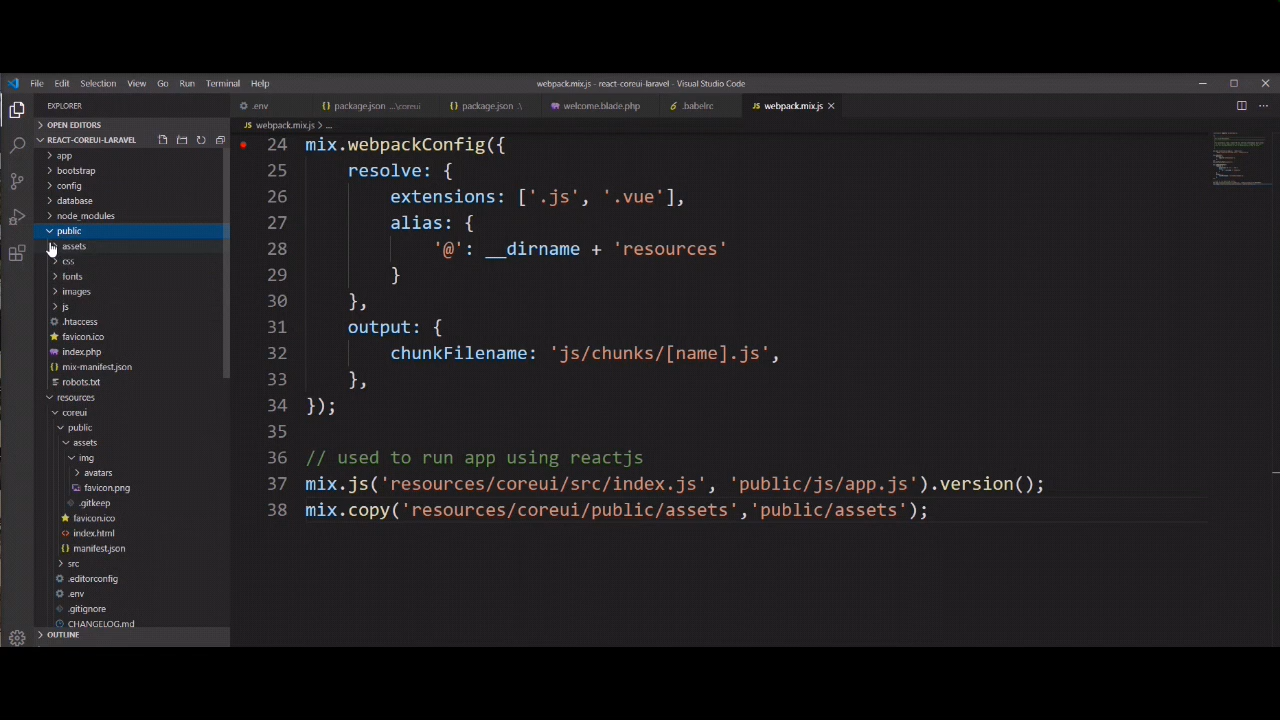 File Edit Selection View Go Run Terminal Help
webpack.mix.js - react-coreui-laravel - Visual Studio Code
EXPLORER
.env
package.json ...\coreui
package.json .\
welcome.blade.php
.babelrc
webpack.mix.js
OPEN EDITORS
webpack.mix.js > ...
REACT-COREUI-LARAVEL
app
bootstrap
config
database
node_modules
public
assets
css
fonts
images
js
.htaccess
favicon.ico
index.php
mix-manifest.json
robots.txt
resources
coreui
public
assets
img
avatars
favicon.png
.gitkeep
favicon.ico
index.html
manifest.json
src
.editorconfig
.env
.gitignore
CHANGELOG.md
OUTLINE
24 mix.webpackConfig({
25 resolve: {
26 extensions: ['.js', '.vue'],
27 alias: {
28 '@': __dirname + 'resources'
29 }
30 },
31 output: {
32 chunkFilename: 'js/chunks/[name].js',
33 },
34 });
35
36 // used to run app using reactjs
37 mix.js('resources/coreui/src/index.js', 'public/js/app.js').version();
38 mix.copy('resources/coreui/public/assets','public/assets');